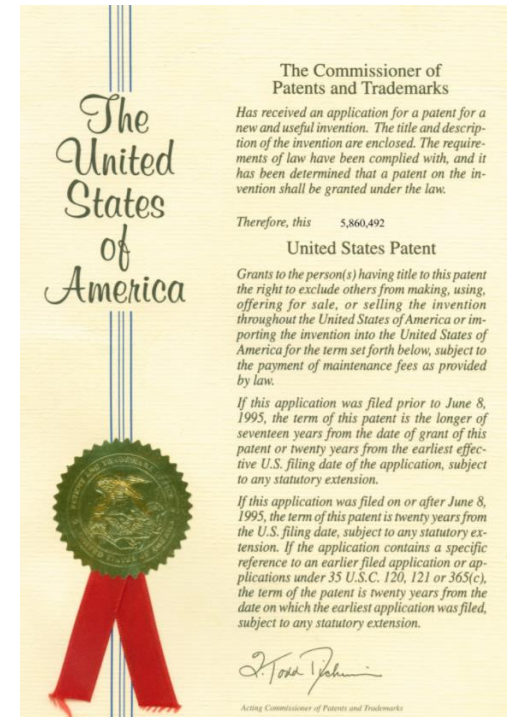 The
United
States
of
America
The Commissioner of
Patents and Trademarks
Has received an application for a patent for a
new and useful invention. The title and descrip-
tion of the invention are enclosed. The require-
ments of law have been complied with, and it
has been determined that a patent on the in-
vention shall be granted under the law.
Therefore, this 5,860,492
United States Patent
Grants to the person(s) having title to this patent
the right to exclude others from making, using,
offering for sale, or selling the invention
throughout the United States of America or im-
porting the invention into the United States of
America for the term set forth below, subject to
the payment of maintenance fees as provided
by law.
If this application was filed prior to June 8,
1995, the term of this patent is the longer of
seventeen years from the date of grant of this
patent or twenty years from the earliest effec-
tive U.S. filing date of the application, subject
to any statutory extension.
If this application was filed on or after June 8,
1995, the term of this patent is twenty years from
the U.S. filing date, subject to any statutory ex-
tension. If the application contains a specific
reference to an earlier filed application or ap-
plications under 35 U.S.C. 120, 121 or 365(c),
the term of the patent is twenty years from the
date on which the earliest application was filed,
subject to any statutory extension.
Acting Commissioner of Patents and Trademarks